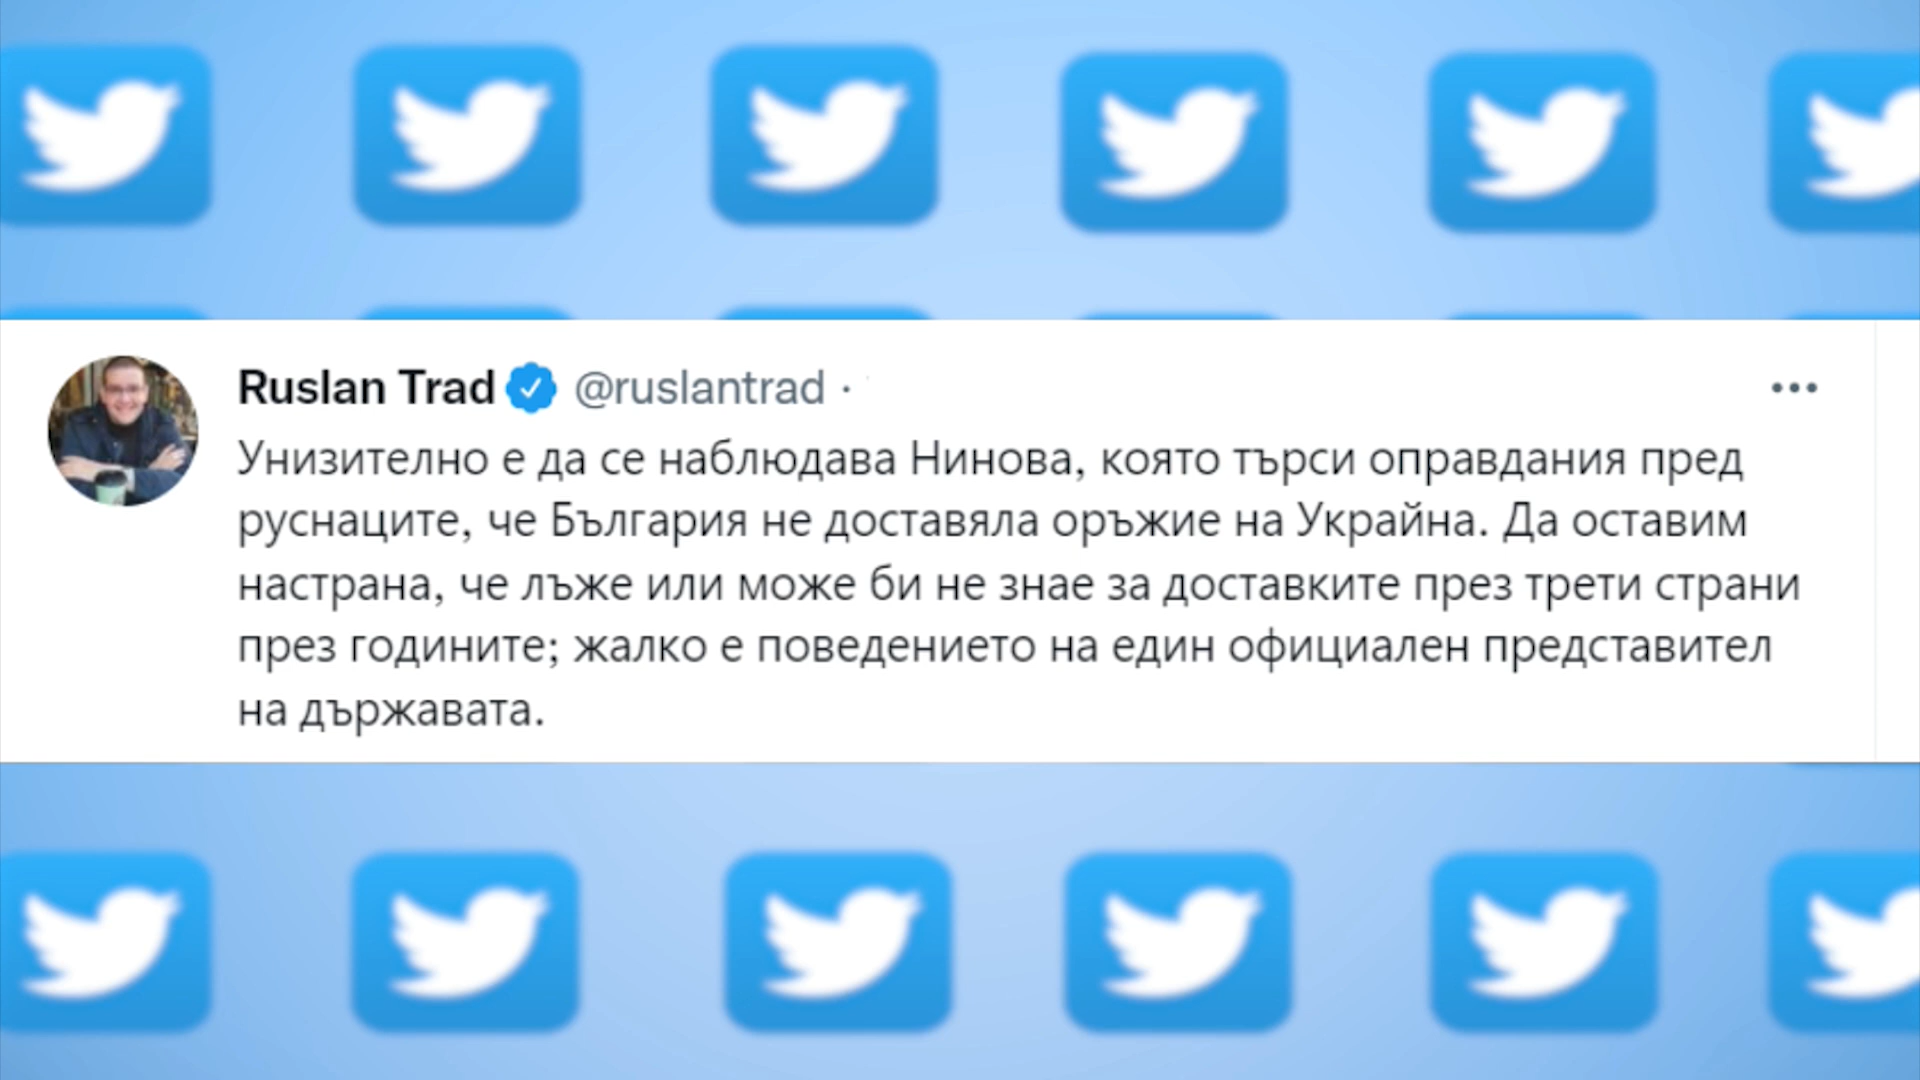 Ruslan Trad @ruslantrad ·
Унизително е да се наблюдава Нинова, която търси оправдания пред
руснаците, че България не доставяла оръжие на Украйна. Да оставим
настрана, че лъже или може би не знае за доставките през трети страни
през годините; жалко е поведението на един официален представител
на държавата.